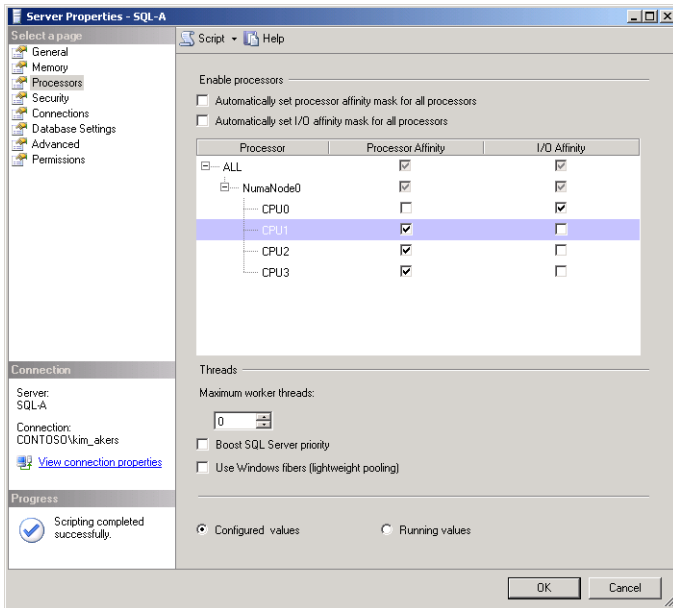 Server Properties - SQL-A
Select a page
General
Memory
Processors
Security
Connections
Database Settings
Advanced
Permissions
Connection
Server:
SQL-A
Connection:
CONTOSO\kim_akers
View connection properties
Progress
Scripting completed
successfully.
Script Help
Enable processors
Automatically set processor affinity mask for all processors
Automatically set I/O affinity mask for all processors
Processor Processor Affinity I/O Affinity
ALL
NumaNode0
CPU0
CPU1
CPU2
CPU3
Threads
Maximum worker threads:
0
Boost SQL Server priority
Use Windows fibers (lightweight pooling)
Configured values Running values
OK Cancel